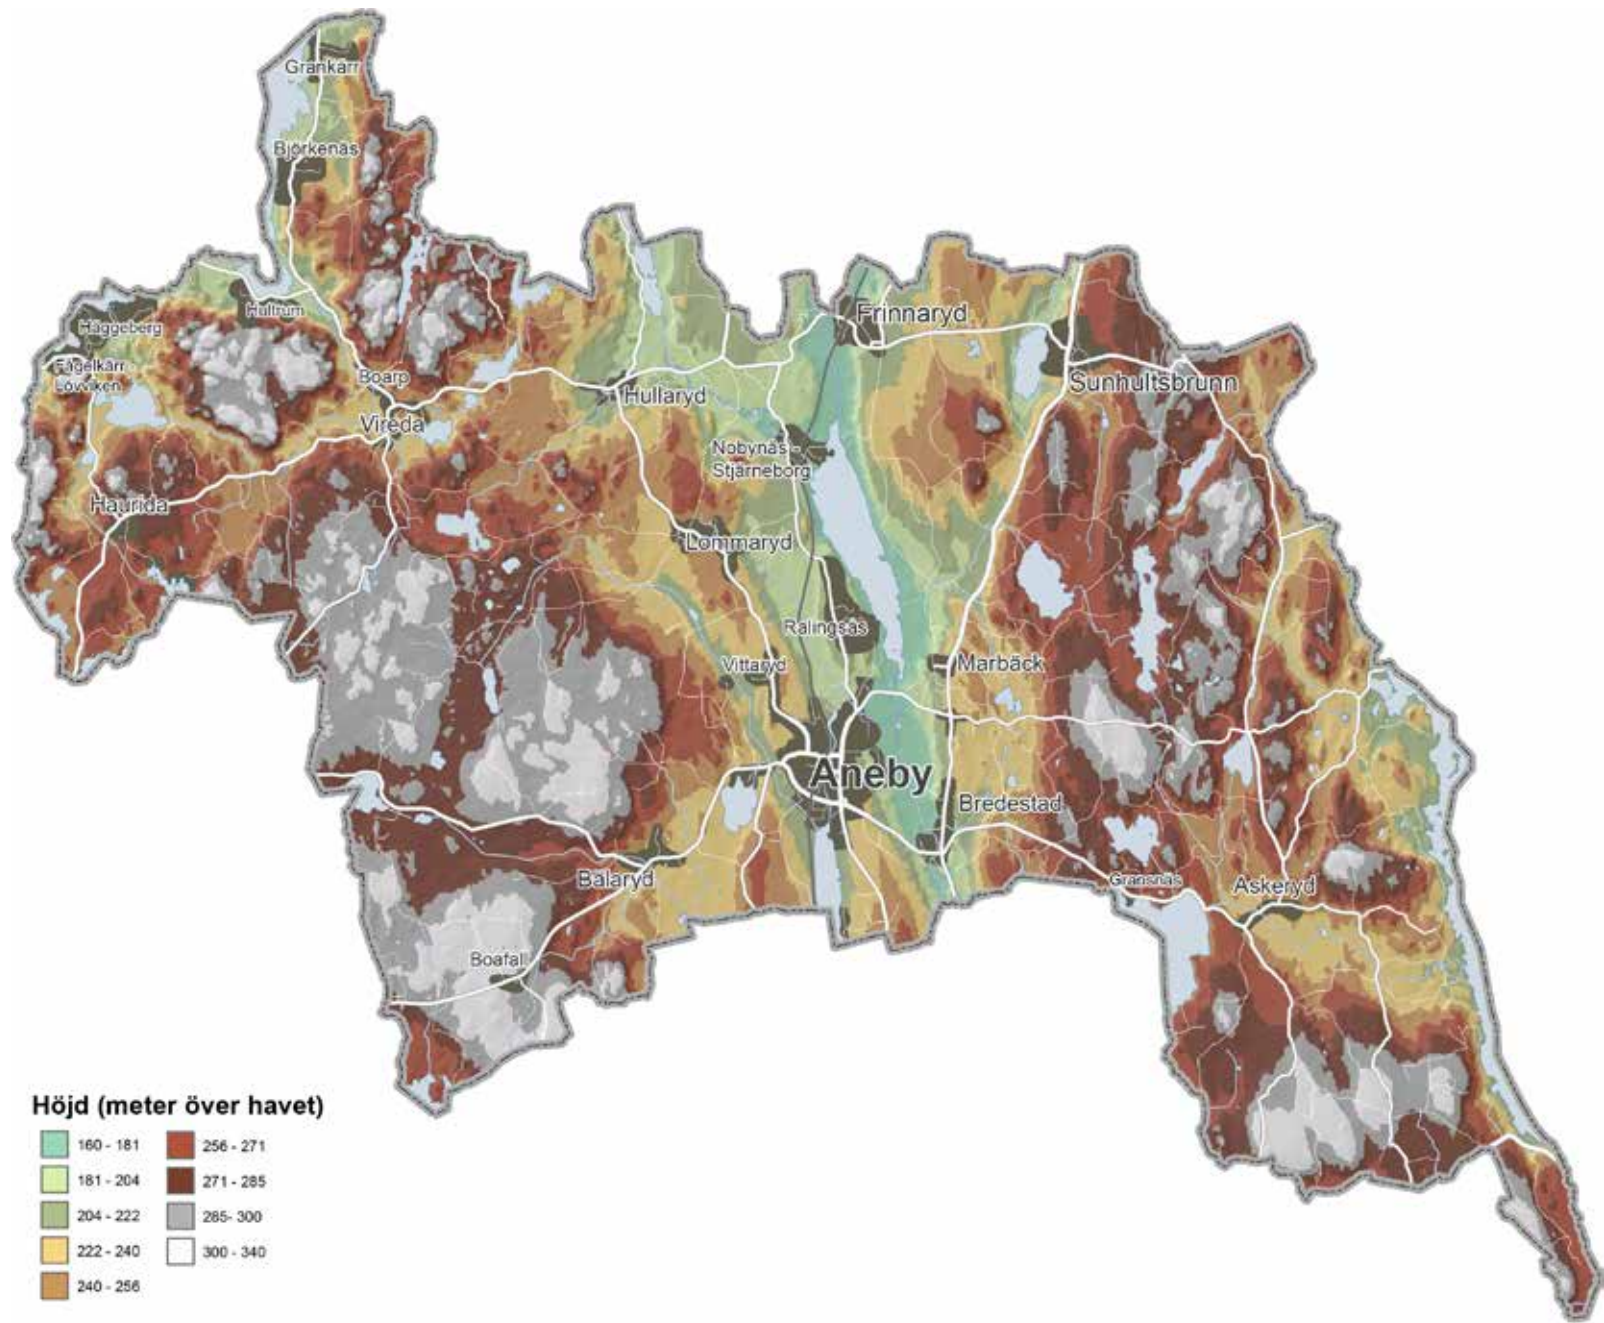 Grankärr
Björkenäs
Hultrum
Häggeberg
Fågelkärr
Lövviken
Boarp
Vireda
Haurida
Hullaryd
Frinnaryd
Sunhultsbrunn
Nobynäs -
Stjärneborg
Lommaryd
Ralingsås
Vittaryd
Marbäck
Aneby
Bredestad
Bälaryd
Gransnäs
Askeryd
Boafall
Höjd (meter över havet)
160 - 181
181 - 204
204 - 222
222 - 240
240 - 256
256 - 271
271 - 285
285- 300
300 - 340